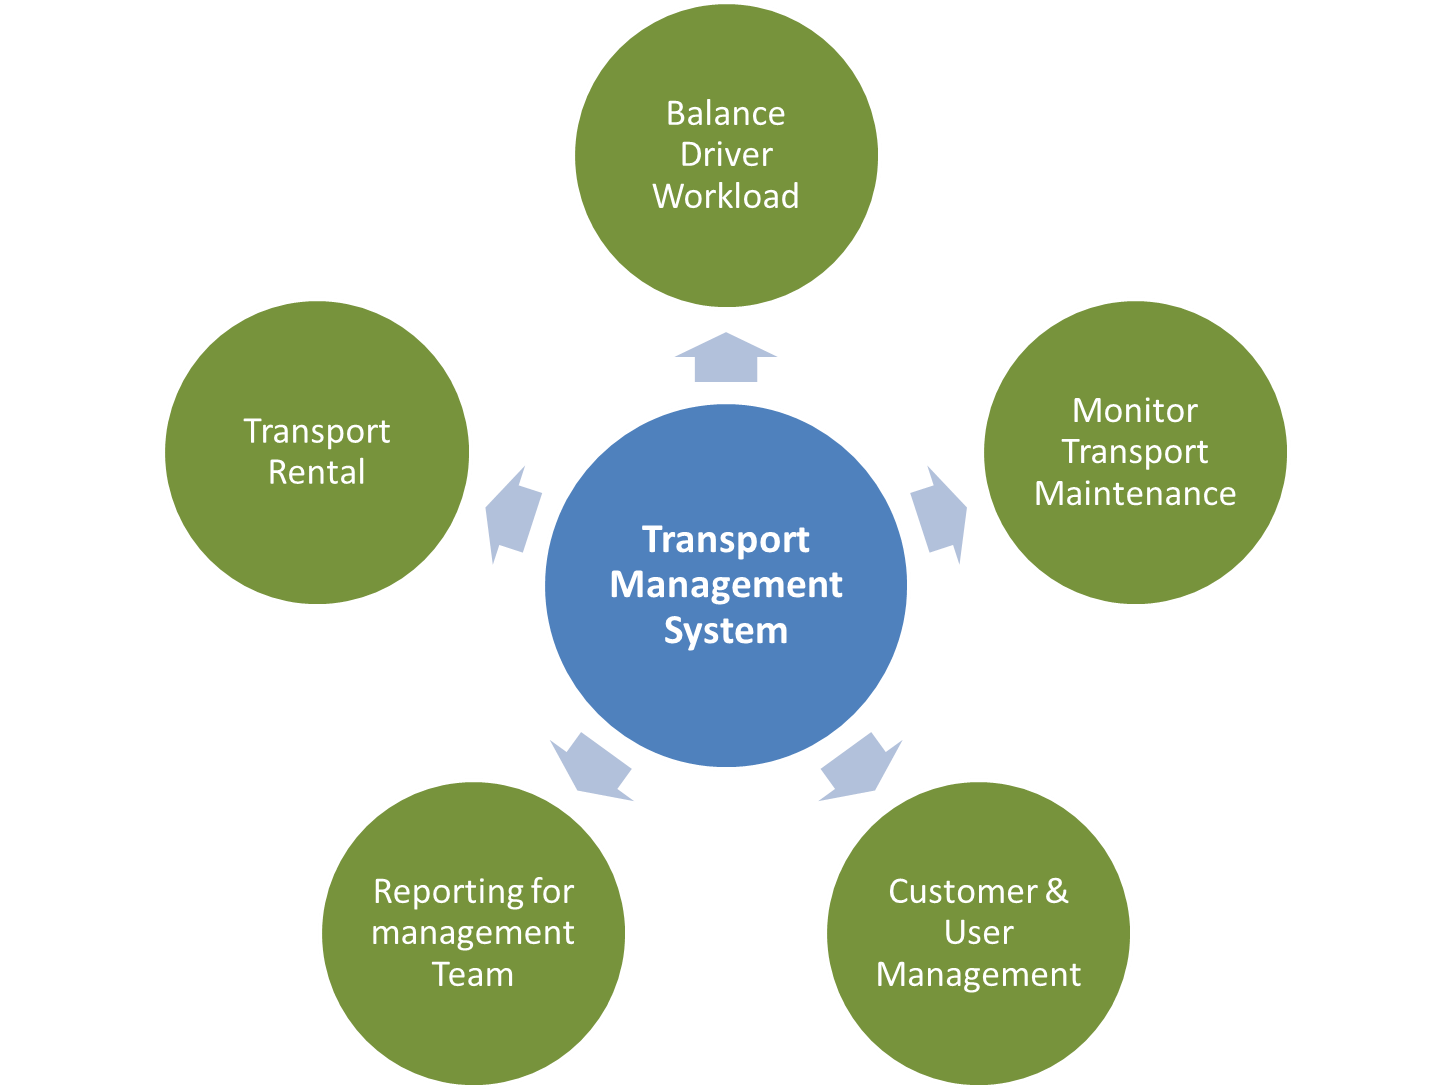 Balance
Driver
Workload
Transport
Rental
Monitor
Transport
Maintenance
Transport
Management
System
Reporting for
management
Team
Customer &
User
Management